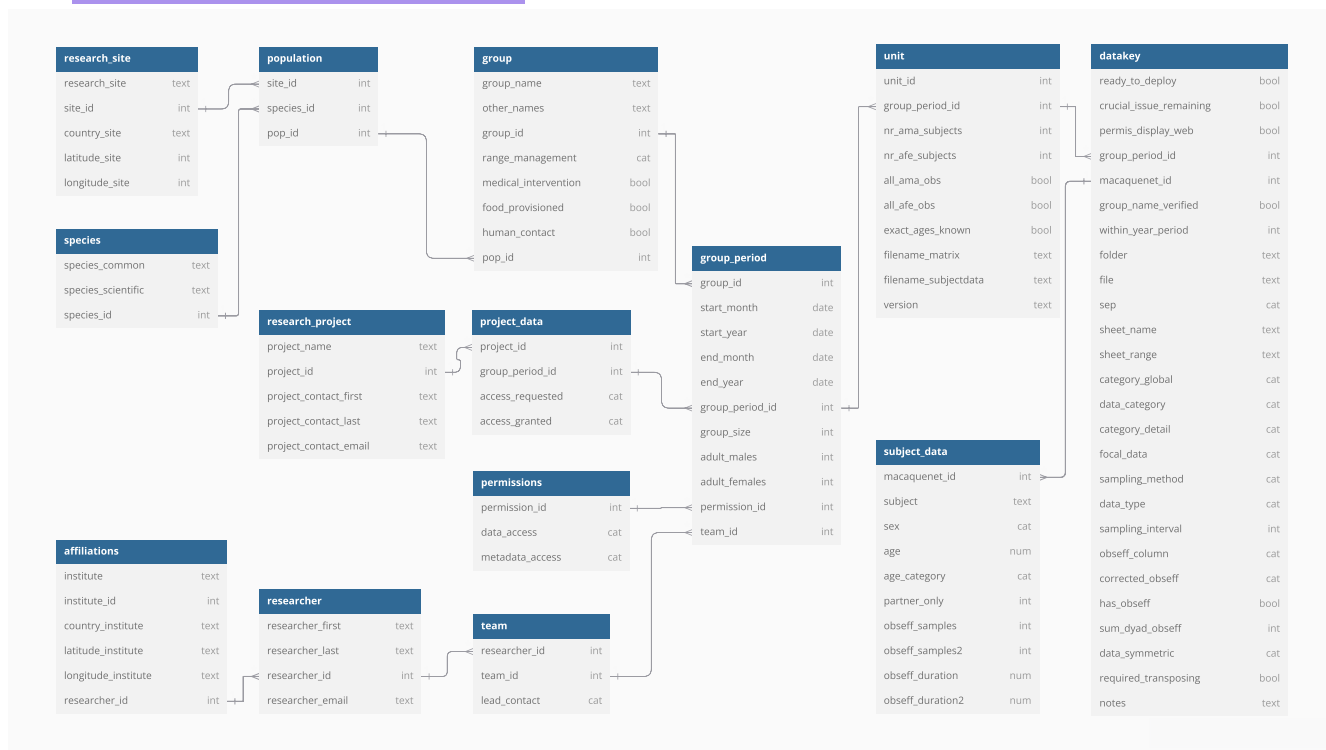 research_site
research_site text
site_id int
country_site text
latitude_site int
longitude_site int
species
species_common text
species_scientific text
species_id int
population
site_id int
species_id int
pop_id int
group
group_name text
other_names text
group_id int
range_management cat
medical_intervention bool
food_provisioned bool
human_contact bool
pop_id int
research_project
project_name text
project_id int
project_contact_first text
project_contact_last text
project_contact_email text
project_data
project_id int
group_period_id int
access_requested cat
access_granted cat
permissions
permission_id int
data_access cat
metadata_access cat
affiliations
institute text
institute_id int
country_institute text
latitude_institute text
longitude_institute text
researcher_id int
researcher
researcher_first text
researcher_last text
researcher_id int
researcher_email text
team
researcher_id int
team_id int
lead_contact cat
group_period
group_id int
start_month date
start_year date
end_month date
end_year date
group_period_id int
group_size int
adult_males int
adult_females int
permission_id int
team_id int
unit
unit_id int
group_period_id int
nr_ama_subjects int
nr_afe_subjects int
all_ama_obs bool
all_afe_obs bool
exact_ages_known bool
filename_matrix text
filename_subjectdata text
version text
subject_data
macaquenet_id int
subject text
sex cat
age num
age_category cat
partner_only int
obseff_samples int
obseff_samples2 int
obseff_duration num
obseff_duration2 num
datakey
ready_to_deploy bool
crucial_issue_remaining bool
permis_display_web bool
group_period_id int
macaquenet_id int
group_name_verified bool
within_year_period int
folder text
file text
sep cat
sheet_name text
sheet_range text
category_global cat
data_category cat
category_detail cat
focal_data cat
sampling_method cat
data_type cat
sampling_interval int
obseff_column cat
corrected_obseff cat
has_obseff bool
sum_dyad_obseff int
data_symmetric cat
required_transposing bool
notes text